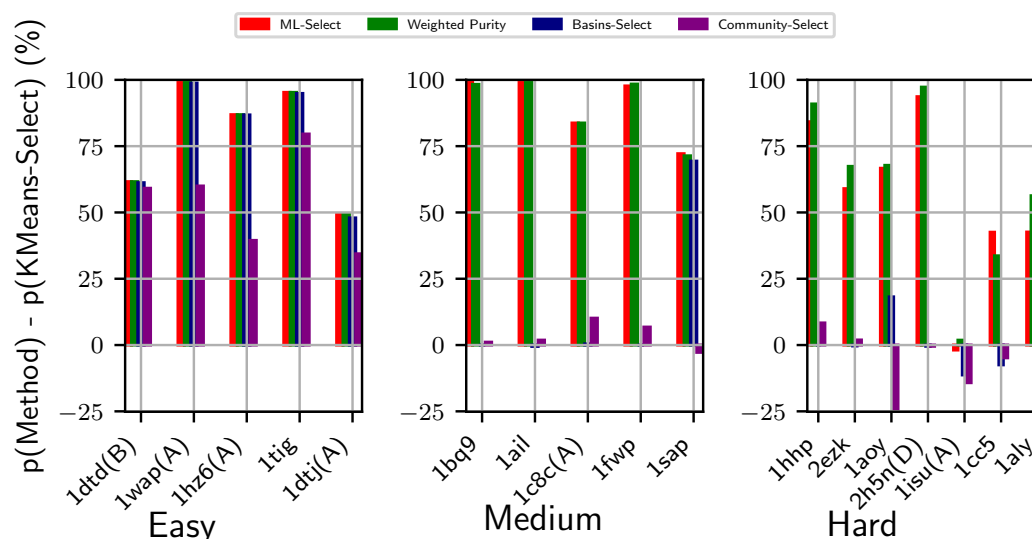 ML-Select Weighted Purity Basins-Select Community-Select
p(Method) - p(KMeans-Select) (%)
100
75
50
25
0
−25
1dtd(B) 1wap(A) 1hz6(A) 1tig 1dtj(A)
Easy
100
75
50
25
0
−25
1bq9 1ail 1c8c(A) 1fwp 1sap
Medium
100
75
50
25
0
−25
1hhp 2ezk 1aoy 2h5n(D) 1isu(A) 1cc5 1aly
Hard